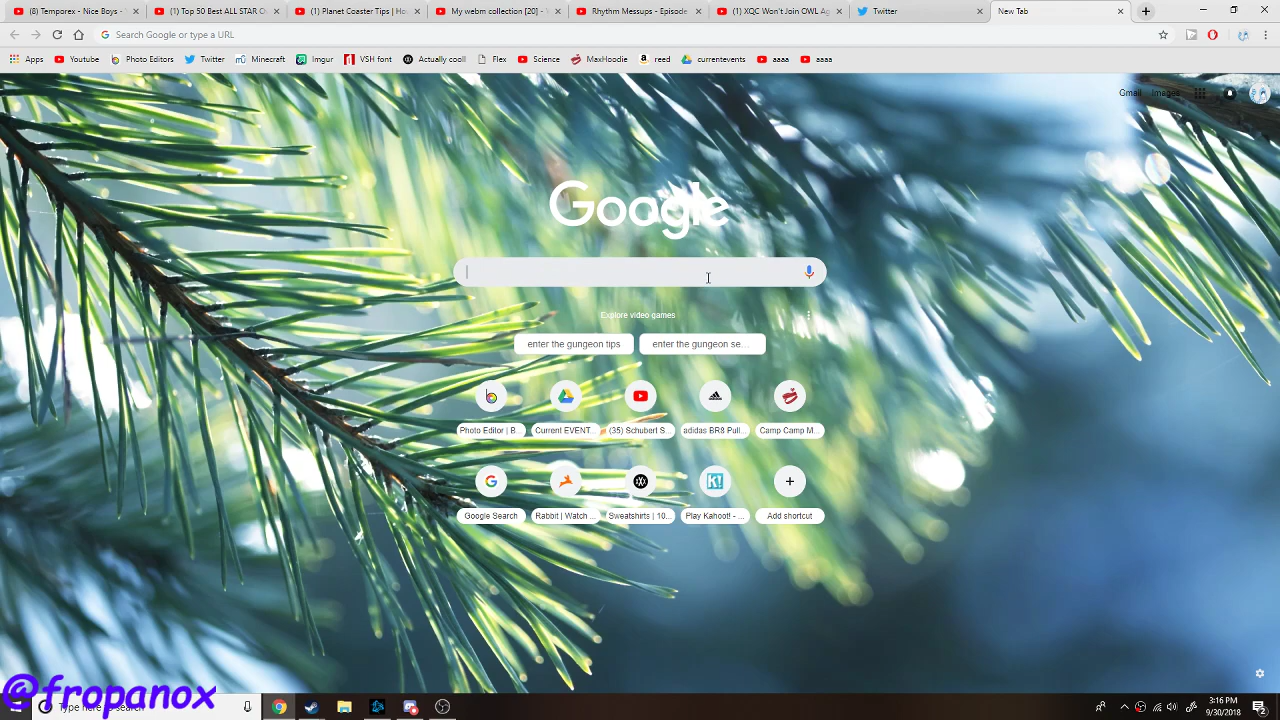 (8) Temporex - Nice Boys -
(1) Top 50 Best ALL STAR C
(1) Planet Coaster Tips | Ho
My webm collection [20] -
Rhythm Messups - Episode
(1) XQC Won't Join OWL Ag
Twitter
New Tab
Search Google or type a URL
Apps
Youtube
Photo Editors
Twitter
Minecraft
Imgur
VSH font
Actually cooll
Plex
Science
MaxHoodie
reed
currentevents
aaaa
aaaa
Gmail
Images
Google
Explore video games
enter the gungeon tips
enter the gungeon se...
Photo Editor | B...
Current EVENT...
(35) Schubert S...
adidas BR8 Pull...
Camp Camp M...
Google Search
Rabbit | Watch ...
Sweatshirts | 10...
Play Kahoot! - ...
Add shortcut
@fropanox
Type here to search
3:16 PM
9/30/2018